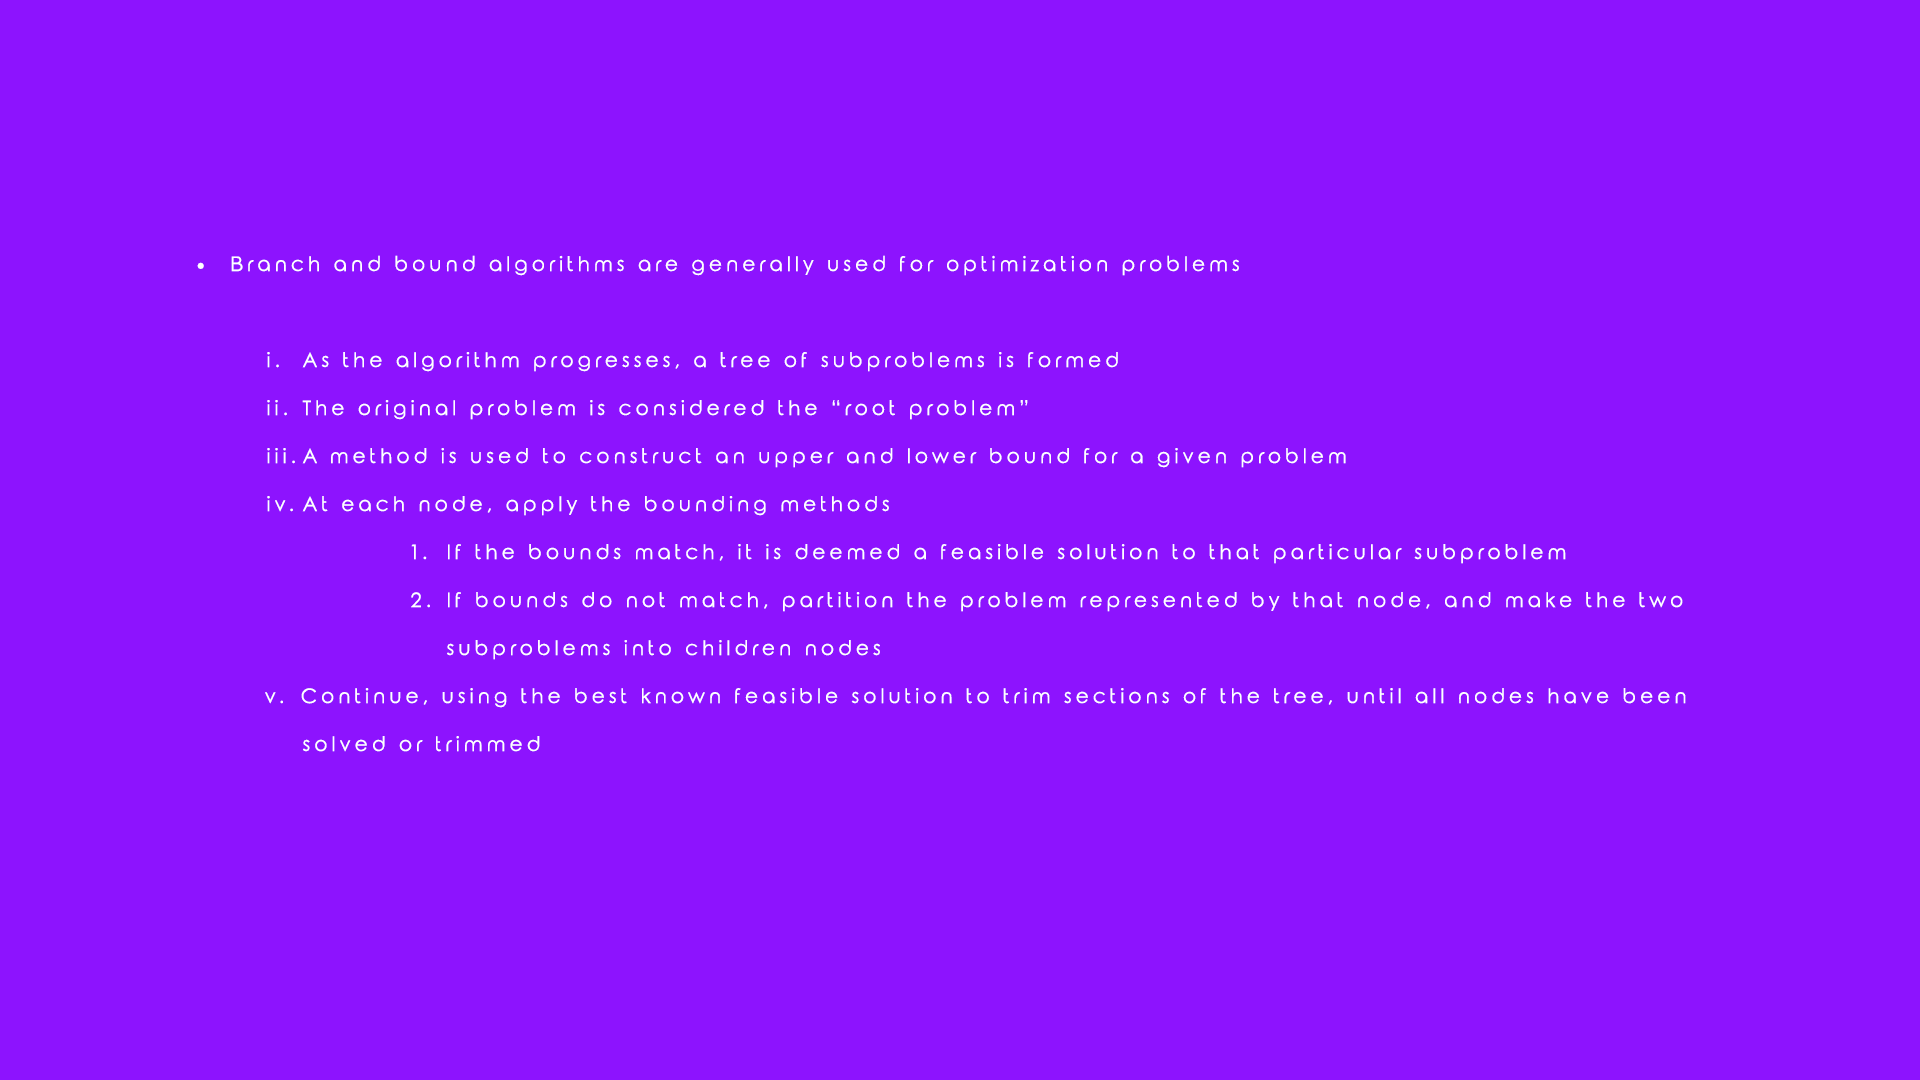 • Branch and bound algorithms are generally used for optimization problems
i. As the algorithm progresses, a tree of subproblems is formed
ii. The original problem is considered the “root problem”
iii. A method is used to construct an upper and lower bound for a given problem
iv. At each node, apply the bounding methods
1. If the bounds match, it is deemed a feasible solution to that particular subproblem
2. If bounds do not match, partition the problem represented by that node, and make the two
subproblems into children nodes
v. Continue, using the best known feasible solution to trim sections of the tree, until all nodes have been
solved or trimmed